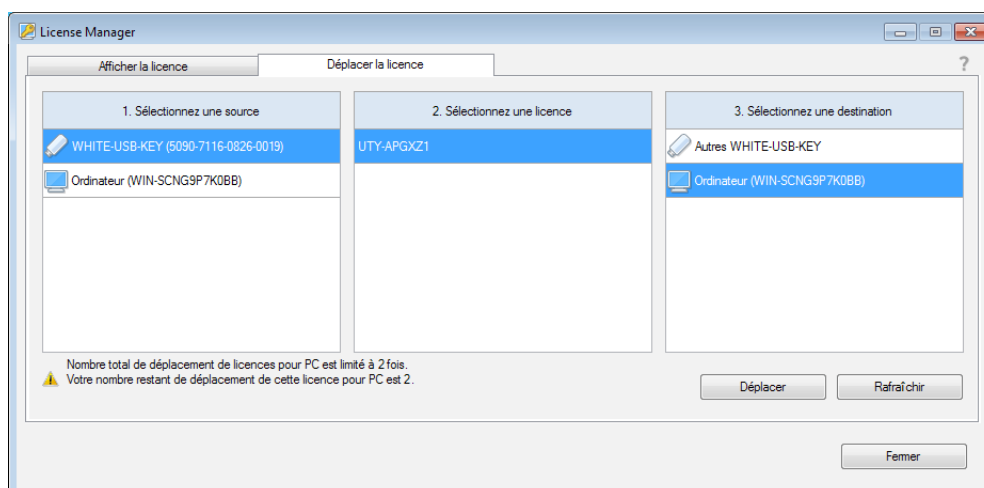 License Manager
Afficher la licence
Déplacer la licence
?
1. Sélectionnez une source
2. Sélectionnez une licence
3. Sélectionnez une destination
WHITE-USB-KEY (5090-7116-0826-0019)
UTY-APGXZ1
Autres WHITE-USB-KEY
Ordinateur (WIN-SCNG9P7K0BB)
Ordinateur (WIN-SCNG9P7K0BB)
Nombre total de déplacement de licences pour PC est limité à 2 fois.
Votre nombre restant de déplacement de cette licence pour PC est 2.
Déplacer
Rafraîchir
Fermer